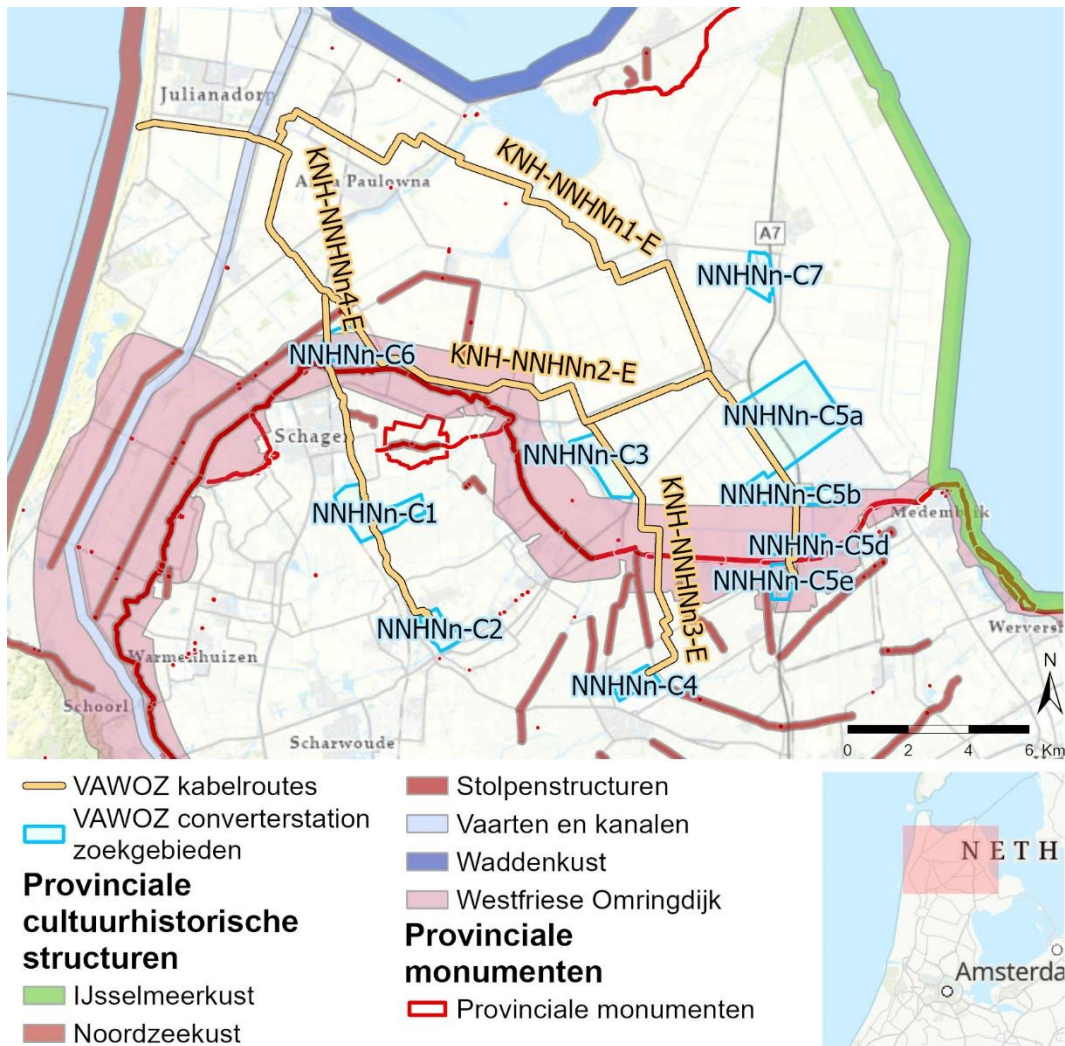 Julianadorp
Anna Paulowna
KNH-NNHNn1-E
KNH-NNHNn4-E
A7
NNHNn-C7
NNHNn-C6
KNH-NNHNn2-E
NNHNn-C5a
Schagen
NNHNn-C3
NNHNn-C5b
NNHNn-C1
Medemblik
NNHNn-C5d
KNH-NNHNn3-E
NNHNn-C5e
NNHNn-C2
Wervers
Warmenhuizen
NNHNn-C4
Schoorl
Scharwoude
N
0 2 4 6 Km
VAWOZ kabelroutes
VAWOZ converterstation
zoekgebieden
Provinciale
cultuurhistorische
structuren
IJsselmeerkust
Noordzeekust
Stolpenstructuren
Vaarten en kanalen
Waddenkust
Westfriese Omringdijk
Provinciale
monumenten
Provinciale monumenten
NETH
Amsterda